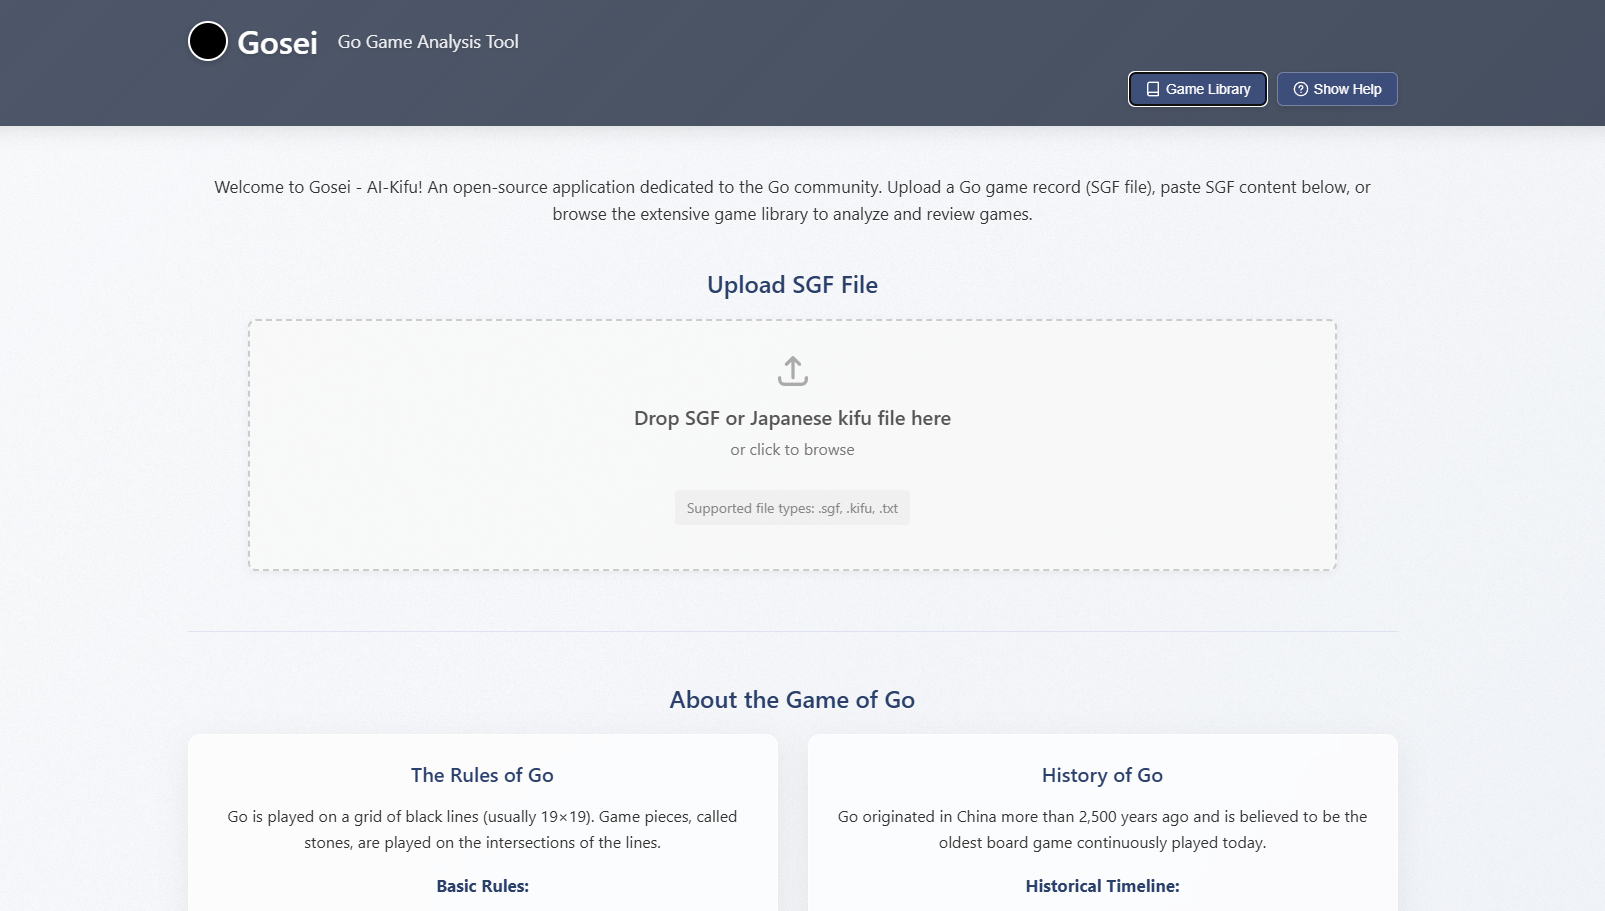 Gosei
Go Game Analysis Tool
Game Library
Show Help
Welcome to Gosei - AI-Kifu! An open-source application dedicated to the Go community. Upload a Go game record (SGF file), paste SGF content below, or
browse the extensive game library to analyze and review games.
Upload SGF File
Drop SGF or Japanese kifu file here
or click to browse
Supported file types: .sgf, .kifu, .txt
About the Game of Go
The Rules of Go
Go is played on a grid of black lines (usually 19×19). Game pieces, called
stones, are played on the intersections of the lines.
Basic Rules:
History of Go
Go originated in China more than 2,500 years ago and is believed to be the
oldest board game continuously played today.
Historical Timeline: